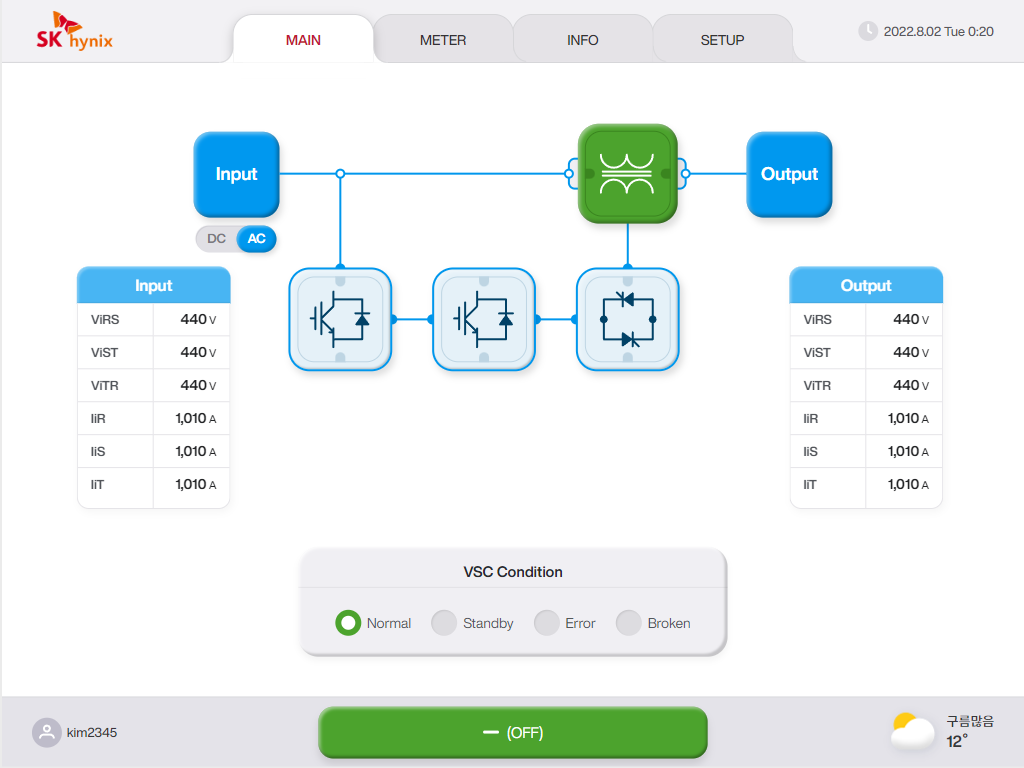 SK hynix
MAIN
METER
INFO
SETUP
2022.8.02 Tue 0:20
Input
Output
DC
AC
Input
ViRS 440 V
ViST 440 V
ViTR 440 V
IiR 1,010 A
IiS 1,010 A
IiT 1,010 A
Output
ViRS 440 V
ViST 440 V
ViTR 440 V
IiR 1,010 A
IiS 1,010 A
IiT 1,010 A
VSC Condition
Normal
Standby
Error
Broken
kim2345
(OFF)
구름많음
12°